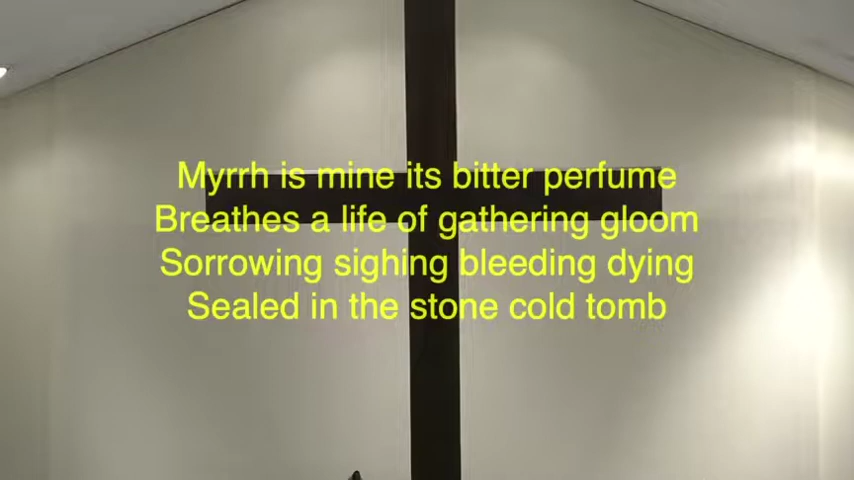 Myrrh is mine its bitter perfume
Breathes a life of gathering gloom
Sorrowing sighing bleeding dying
Sealed in the stone cold tomb